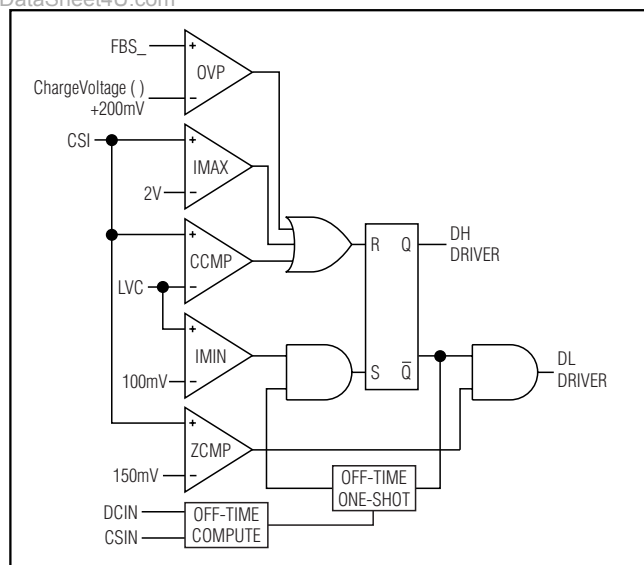 DataSheet4U.com
FBS_
+
OVP
-
ChargeVoltage ( )
+200mV
CSI
+
IMAX
-
2V
+
CCMP
-
LVC
+
IMIN
-
100mV
+
ZCMP
-
150mV
R
Q
DH
DRIVER
S
Q̅
DL
DRIVER
OFF-TIME
ONE-SHOT
DCIN
CSIN
OFF-TIME
COMPUTE